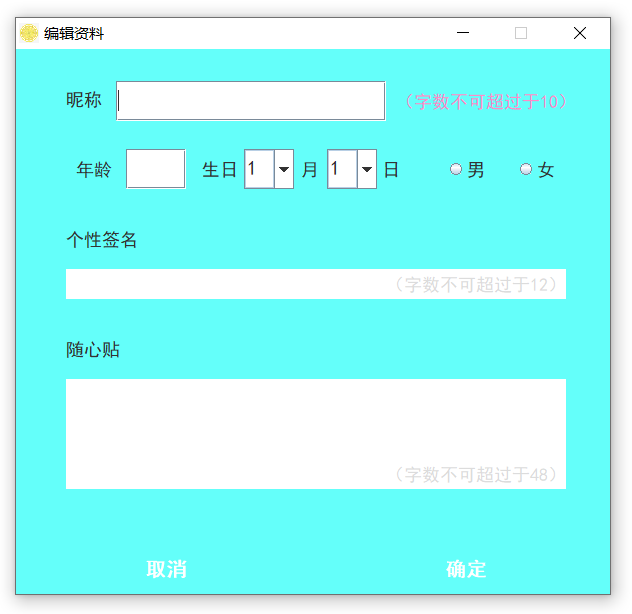 编辑资料
昵称 （字数不可超过于10）
年龄 生日 1 月 1 日 男 女
个性签名
（字数不可超过于12）
随心贴
（字数不可超过于48）
取消 确定